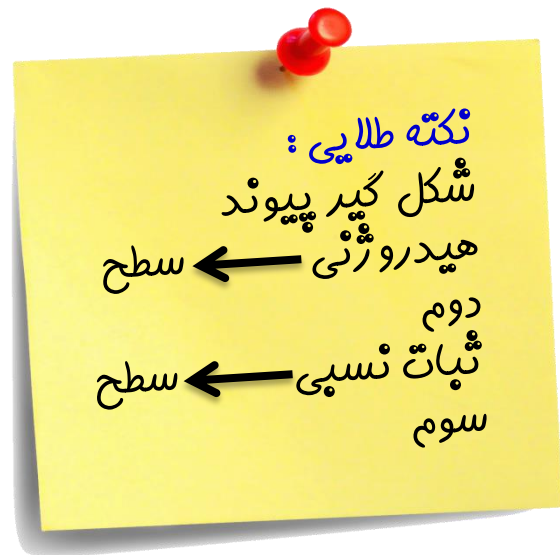 نکته طلایی :
شکل گیر پیوند
هیدروژنی ← سطح
دوم
ثبات نسبی ← سطح
سوم